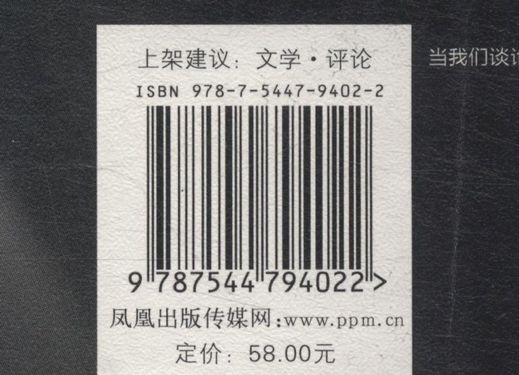 上架建议：文学·评论
当我们谈论
ISBN 978-7-5447-9402-2
9 787544 794022 >
凤凰出版传媒网:www.ppm.cn
定价：58.00元